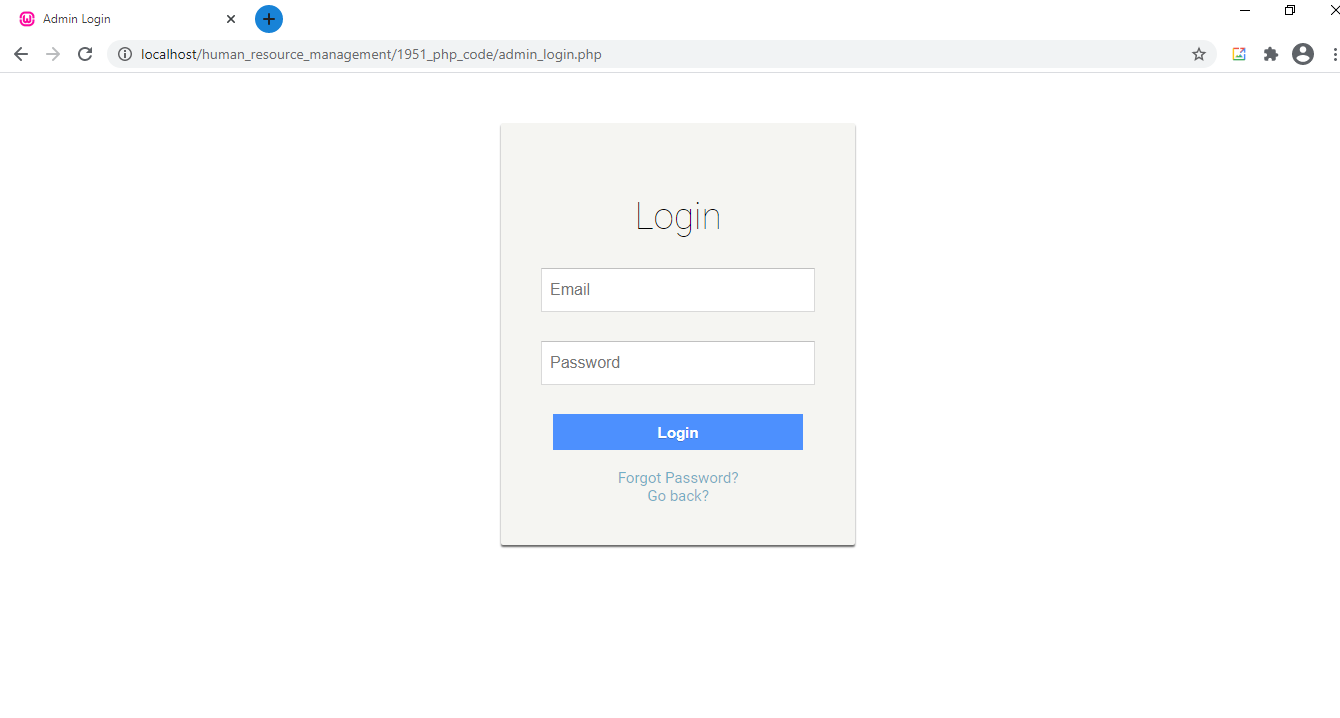 Admin Login
localhost/human_resource_management/1951_php_code/admin_login.php
Login
Email
Password
Login
Forgot Password?
Go back?